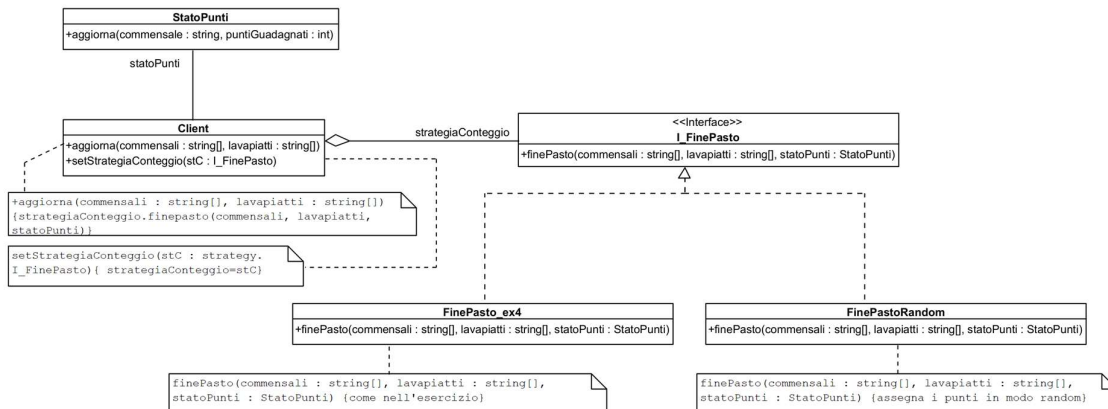 StatoPunti
+aggiorna(commensale : string, puntiGuadagnati : int)
statoPunti
Client
+aggiorna(commensali : string[], lavapiatti : string[])
+setStrategiaConteggio(stC : I_FinePasto)
strategiaConteggio
<<Interface>>
I_FinePasto
+finePasto(commensali : string[], lavapiatti : string[], statoPunti : StatoPunti)
+aggiorna(commensali : string[], lavapiatti : string[])
{strategiaConteggio.finepasto(commensali, lavapiatti,
statoPunti)}
setStrategiaConteggio(stC : strategy.
I_FinePasto){ strategiaConteggio=stC}
FinePasto_ex4
+finePasto(commensali : string[], lavapiatti : string[], statoPunti : StatoPunti)
FinePastoRandom
+finePasto(commensali : string[], lavapiatti : string[], statoPunti : StatoPunti)
finePasto(commensali : string[], lavapiatti : string[],
statoPunti : StatoPunti) {come nell'esercizio}
finePasto(commensali : string[], lavapiatti : string[],
statoPunti : StatoPunti) {assegna i punti in modo random}